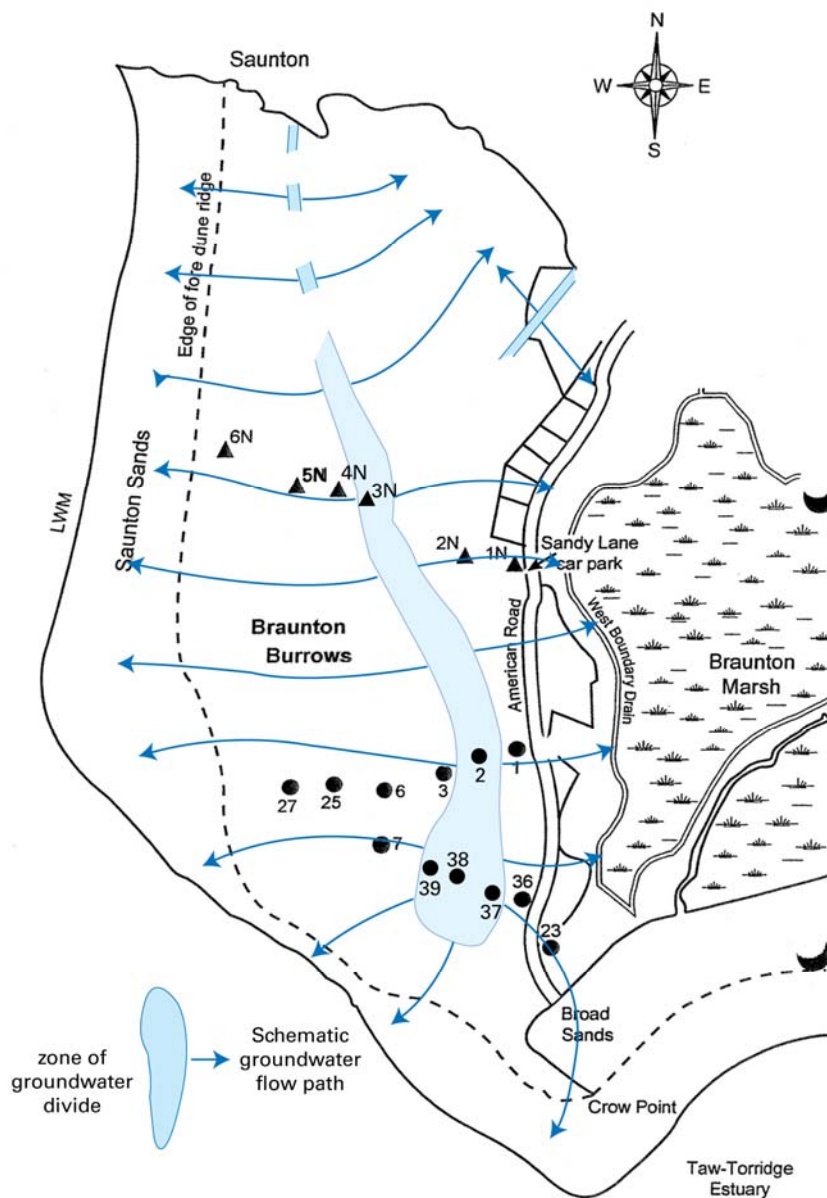 Saunton
N
W
E
S
Edge of fore dune ridge
LWM
Saunton Sands
6N
5N
4N
3N
2N
1N
Sandy Lane
car park
Braunton
Burrows
American Road
West Boundary Drain
Braunton
Marsh
1
2
3
6
25
27
7
38
39
37
36
23
Broad
Sands
Crow Point
zone of
groundwater
divide
Schematic
groundwater
flow path
Taw-Torridge
Estuary